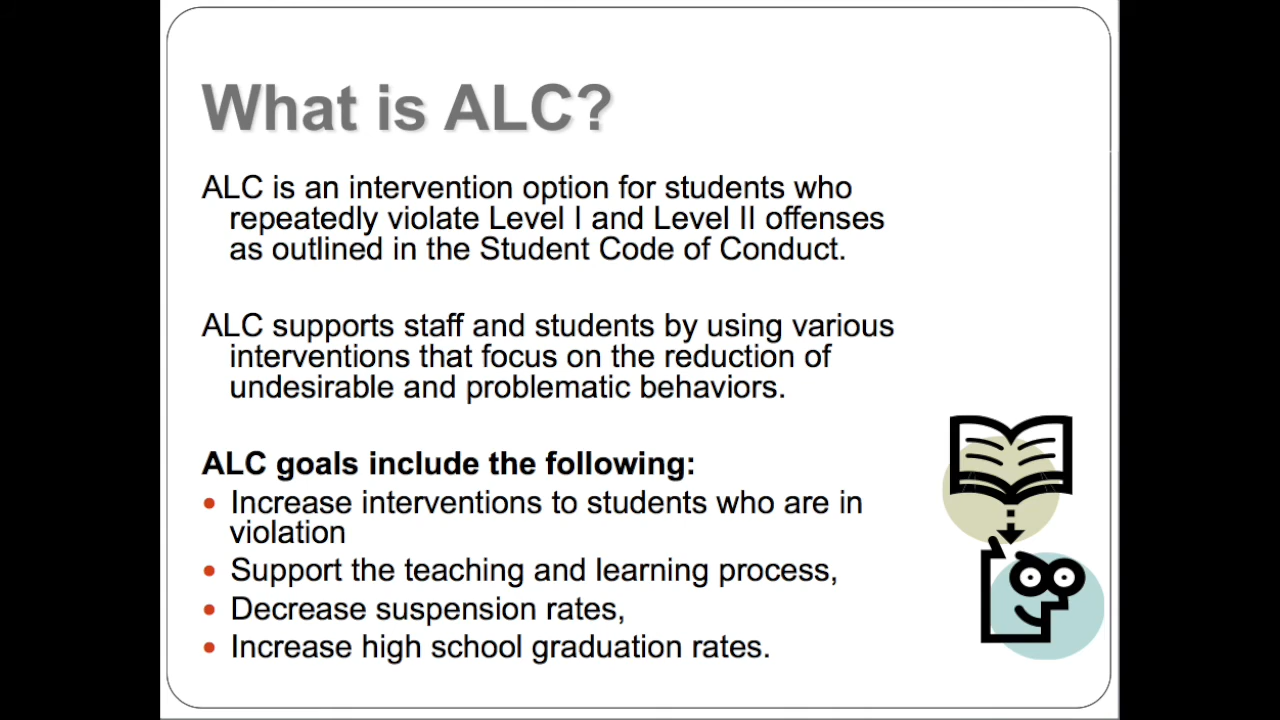 What is ALC?
ALC is an intervention option for students who
repeatedly violate Level I and Level II offenses
as outlined in the Student Code of Conduct.
ALC supports staff and students by using various
interventions that focus on the reduction of
undesirable and problematic behaviors.
ALC goals include the following:
• Increase interventions to students who are in
violation
• Support the teaching and learning process,
• Decrease suspension rates,
• Increase high school graduation rates.